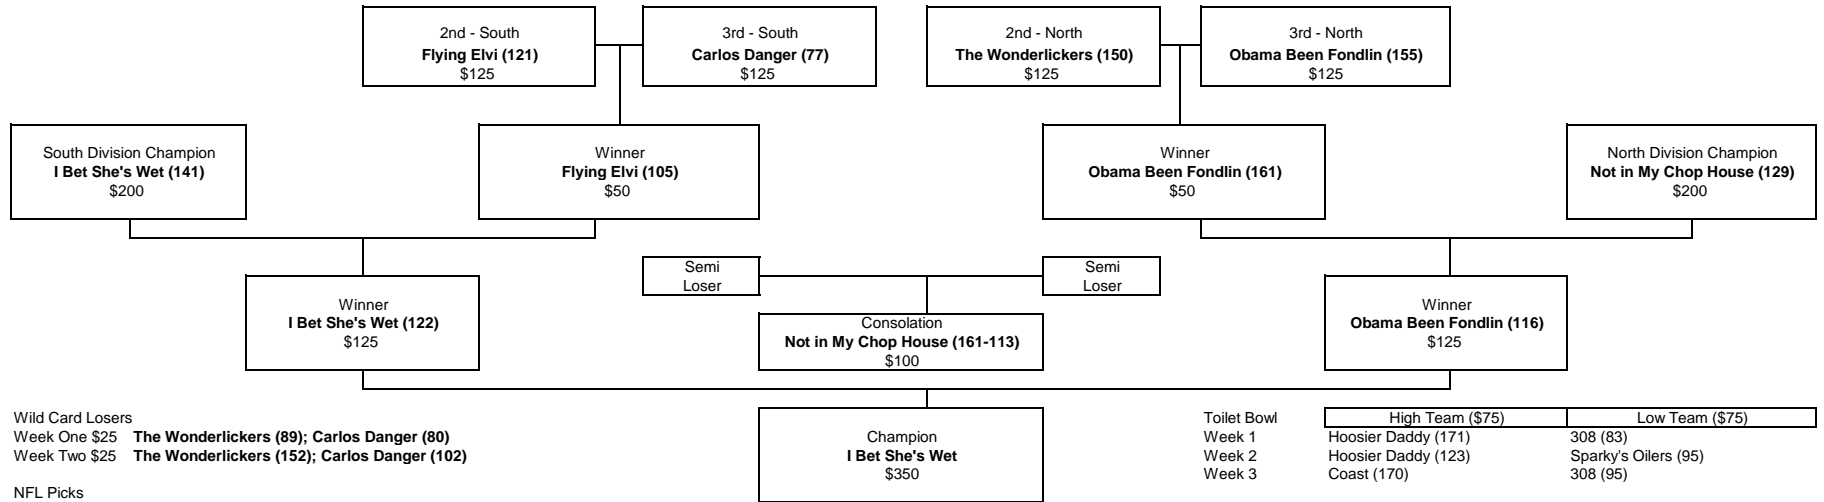 2nd - South
Flying Elvi (121)
$125
3rd - South
Carlos Danger (77)
$125
2nd - North
The Wonderlickers (150)
$125
3rd - North
Obama Been Fondlin (155)
$125
South Division Champion
I Bet She's Wet (141)
$200
Winner
Flying Elvi (105)
$50
Winner
Obama Been Fondlin (161)
$50
North Division Champion
Not in My Chop House (129)
$200
Semi
Loser
Semi
Loser
Winner
I Bet She's Wet (122)
$125
Consolation
Not in My Chop House (161-113)
$100
Winner
Obama Been Fondlin (116)
$125
Wild Card Losers
Week One $25 The Wonderlickers (89); Carlos Danger (80)
Week Two $25 The Wonderlickers (152); Carlos Danger (102)
NFL Picks
Champion
I Bet She's Wet
$350
Toilet Bowl High Team ($75) Low Team ($75)
Week 1 Hoosier Daddy (171) 308 (83)
Week 2 Hoosier Daddy (123) Sparky's Oilers (95)
Week 3 Coast (170) 308 (95)